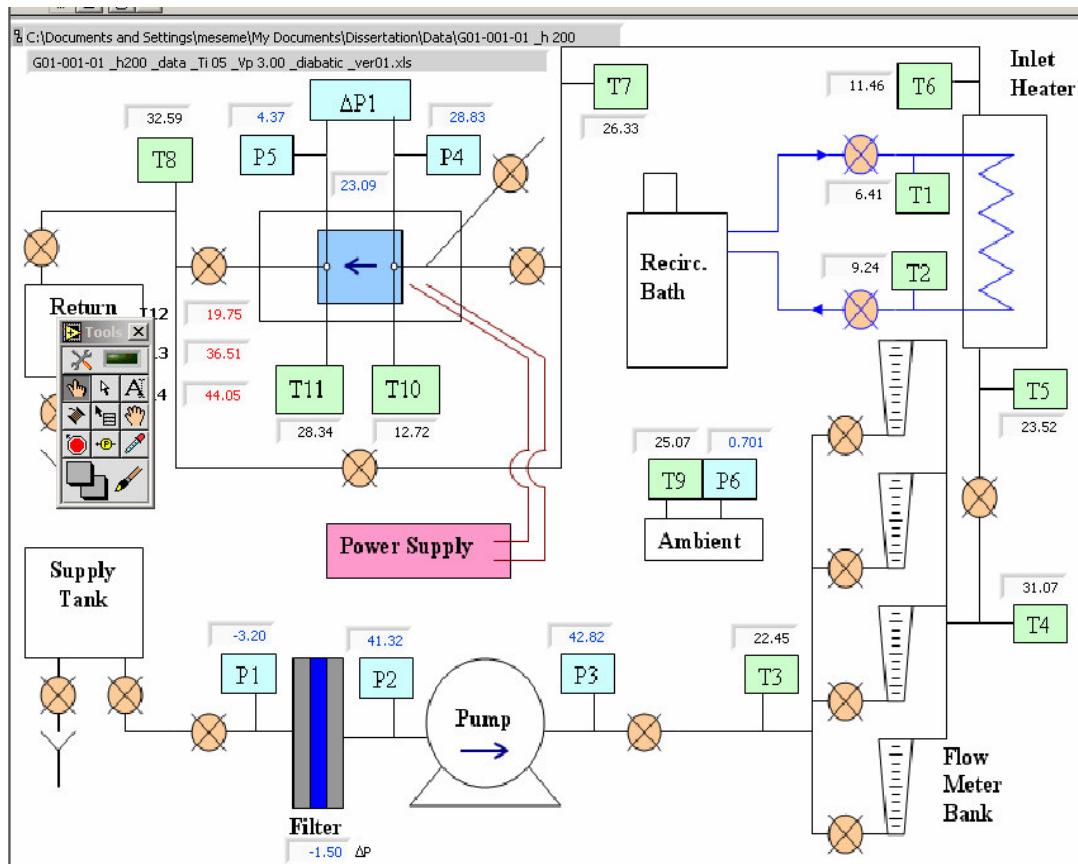 C:\Documents and Settings\meseme\My Documents\Dissertation\Data\G01-001-01 _h 200
G01-001-01 _h200 _data _Ti 05 _Vp 3.00 _diabatic _ver01.xls
Inlet
Heater
ΔP1
T7
26.33
11.46
T6
32.59
T8
4.37
P5
28.83
P4
23.09
6.41
T1
9.24
T2
Recirc.
Bath
Return
T12
19.75
36.51
44.05
Tools
A
P
T11
28.34
T10
12.72
T5
23.52
25.07
0.701
T9
P6
Ambient
Power Supply
Supply
Tank
31.07
T4
-3.20
P1
41.32
P2
42.82
P3
22.45
T3
Pump
Filter
-1.50 ΔP
Flow
Meter
Bank